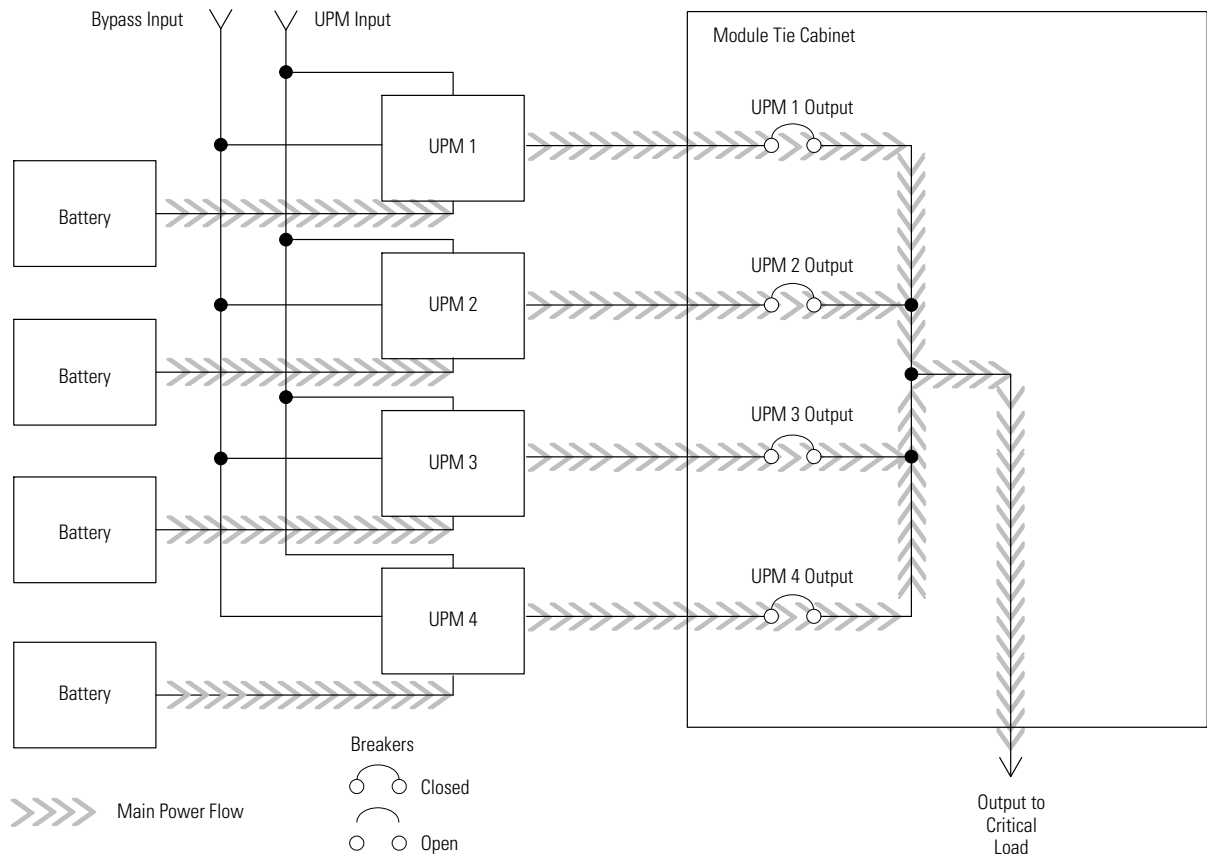 Bypass Input
UPM Input
Module Tie Cabinet
UPM 1 Output
UPM 1
Battery
UPM 2 Output
UPM 2
Battery
UPM 3 Output
UPM 3
Battery
UPM 4 Output
UPM 4
Battery
Breakers
Closed
Main Power Flow
Open
Output to
Critical
Load